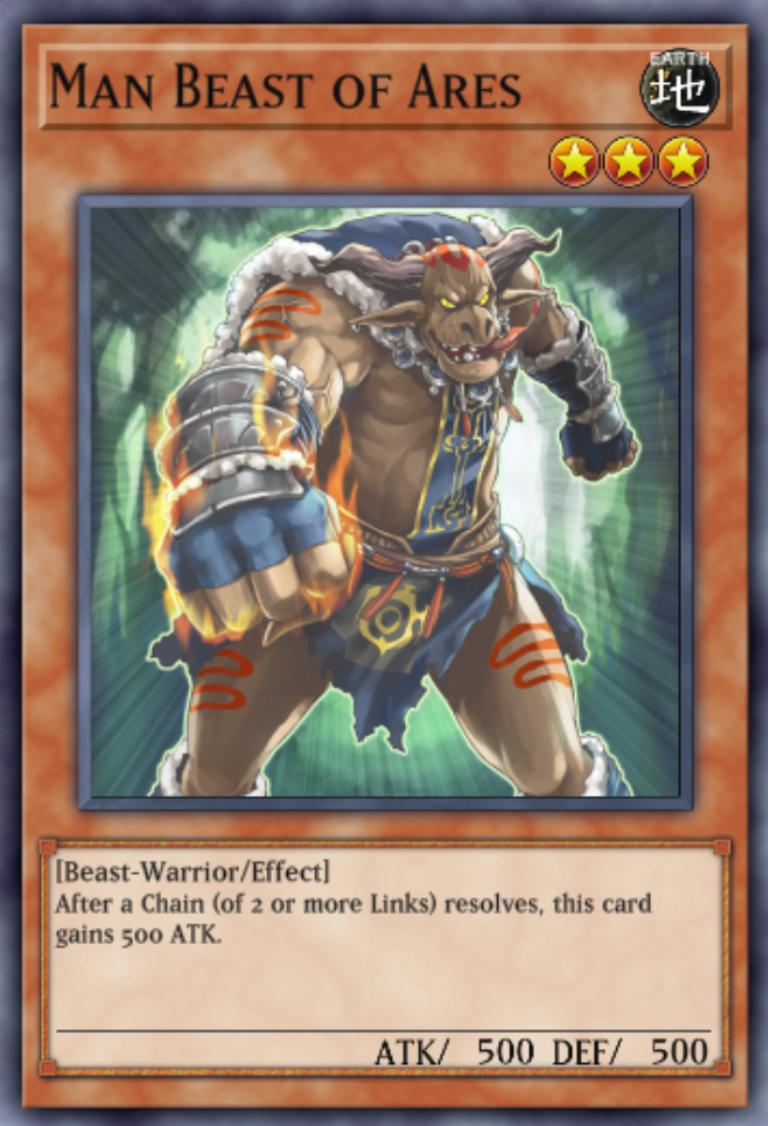 Man Beast of Ares
EARTH
地
[Beast-Warrior/Effect]
After a Chain (of 2 or more Links) resolves, this card
gains 500 ATK.
ATK/ 500 DEF/ 500